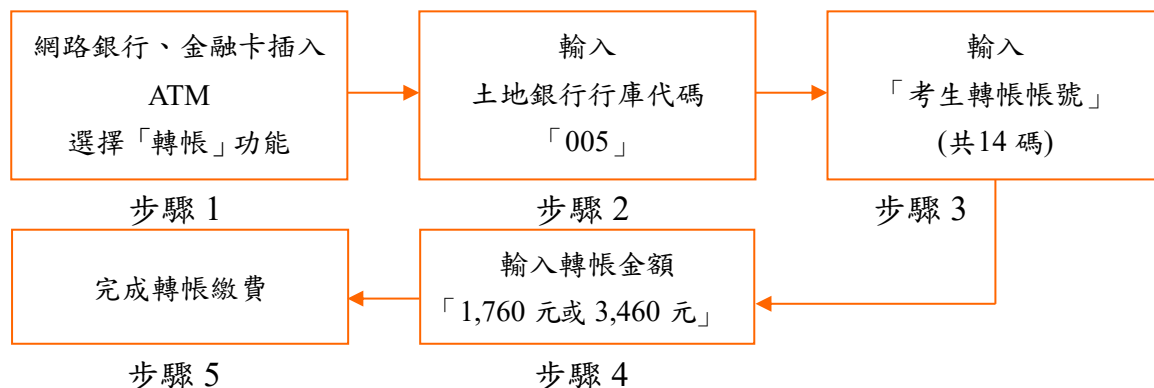 網路銀行、金融卡插入
ATM
選擇「轉帳」功能
步驟 1
輸入
土地銀行行庫代碼
「005」
步驟 2
輸入
「考生轉帳帳號」
(共14 碼)
步驟 3
輸入轉帳金額
「1,760 元或 3,460 元」
步驟 4
完成轉帳繳費
步驟 5